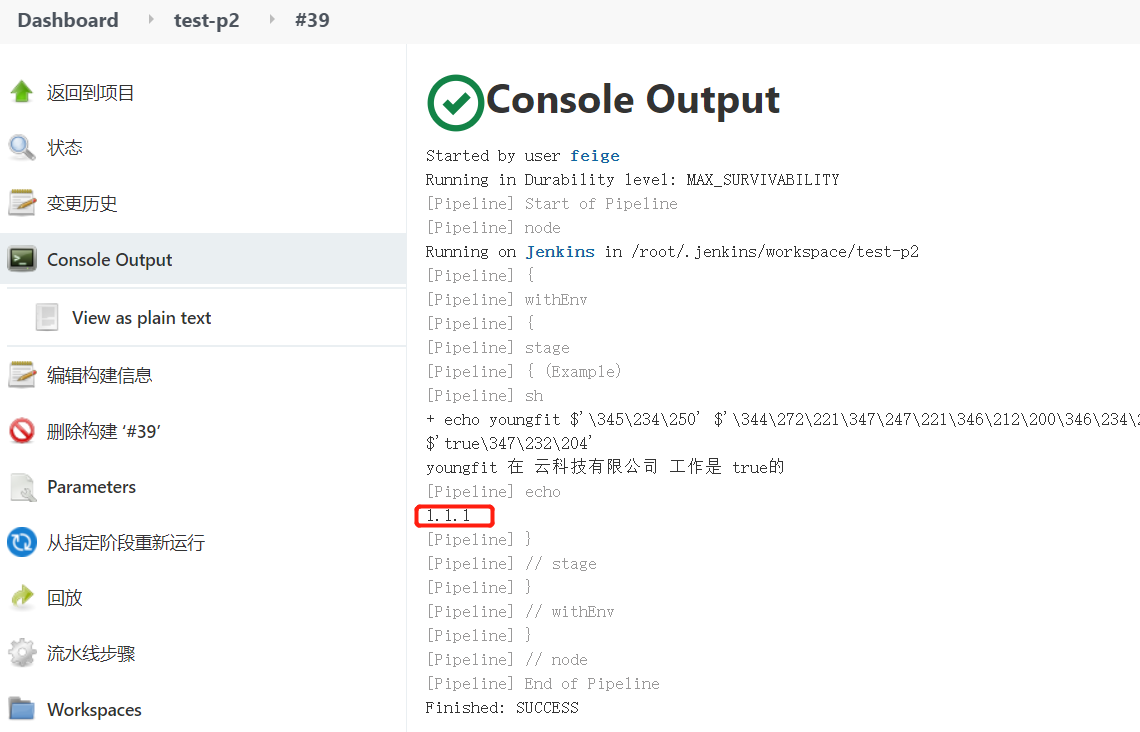 Dashboard test-p2 #39
返回到项目
状态
变更历史
Console Output
View as plain text
编辑构建信息
删除构建 ‘#39’
Parameters
从指定阶段重新运行
回放
流水线步骤
Workspaces
Console Output
Started by user feige
Running in Durability level: MAX_SURVIVABILITY
[Pipeline] Start of Pipeline
[Pipeline] node
Running on Jenkins in /root/.jenkins/workspace/test-p2
[Pipeline] {
[Pipeline] withEnv
[Pipeline] {
[Pipeline] stage
[Pipeline] { (Example)
[Pipeline] sh
+ echo youngfit $'\345\234\250' $'\344\272\221\347\247\221\346\212\200\346\234\2
$'true\347\232\204'
youngfit 在 云科技有限公司 工作是 true的
[Pipeline] echo
1.1.1
[Pipeline] }
[Pipeline] // stage
[Pipeline] }
[Pipeline] // withEnv
[Pipeline] }
[Pipeline] // node
[Pipeline] End of Pipeline
Finished: SUCCESS